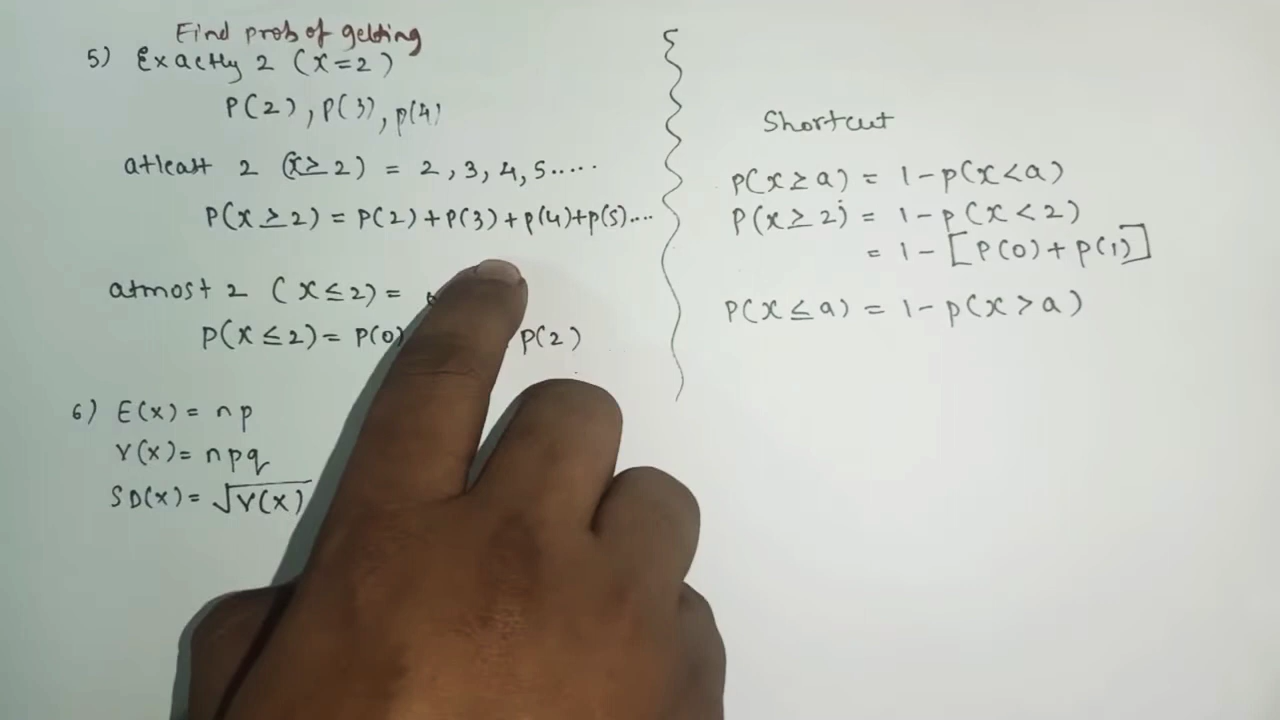 Find prob of getting
5) Exactly 2 (x=2)
P(2), P(3), p(4)
atleast 2 (x≥2) = 2, 3, 4, 5.....
P(x≥2) = P(2)+P(3)+p(4)+p(5)....
atmost 2 (x≤2) =
P(x≤2) = P(0) P(2)
6) E(x) = np
V(x) = npq
SD(x) = √V(x)
Shortcut
P(x≥a) = 1-p(x<a)
P(x≥2) = 1-p(x<2)
= 1-[P(0)+p(1)]
P(x≤a) = 1-p(x>a)